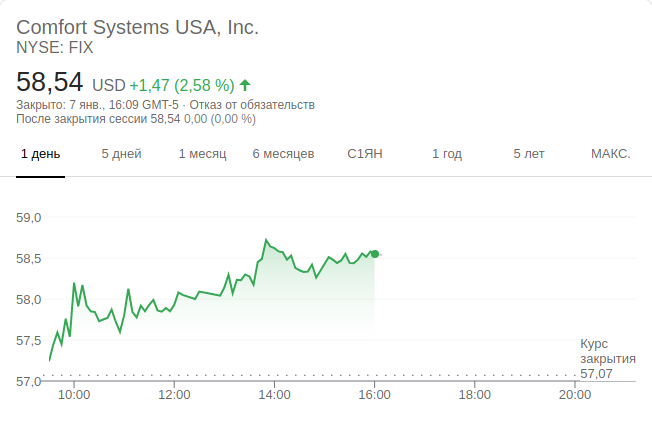 Comfort Systems USA, Inc.
NYSE: FIX
58,54 USD +1,47 (2,58 %)
Закрыто: 7 янв., 16:09 GMT-5 · Отказ от обязательств
После закрытия сессии 58,54 0,00 (0,00 %)
1 день 5 дней 1 месяц 6 месяцев С1ЯН 1 год 5 лет МАКС.
59,0
58,5
58,0
57,5
Курс
закрытия
57,07
57,0
10:00 12:00 14:00 16:00 18:00 20:00